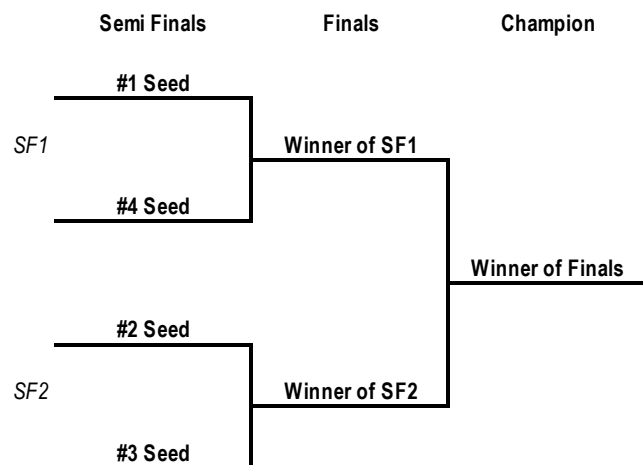 Semi Finals Finals Champion
#1 Seed
SF1 Winner of SF1
#4 Seed
Winner of Finals
#2 Seed
SF2 Winner of SF2
#3 Seed